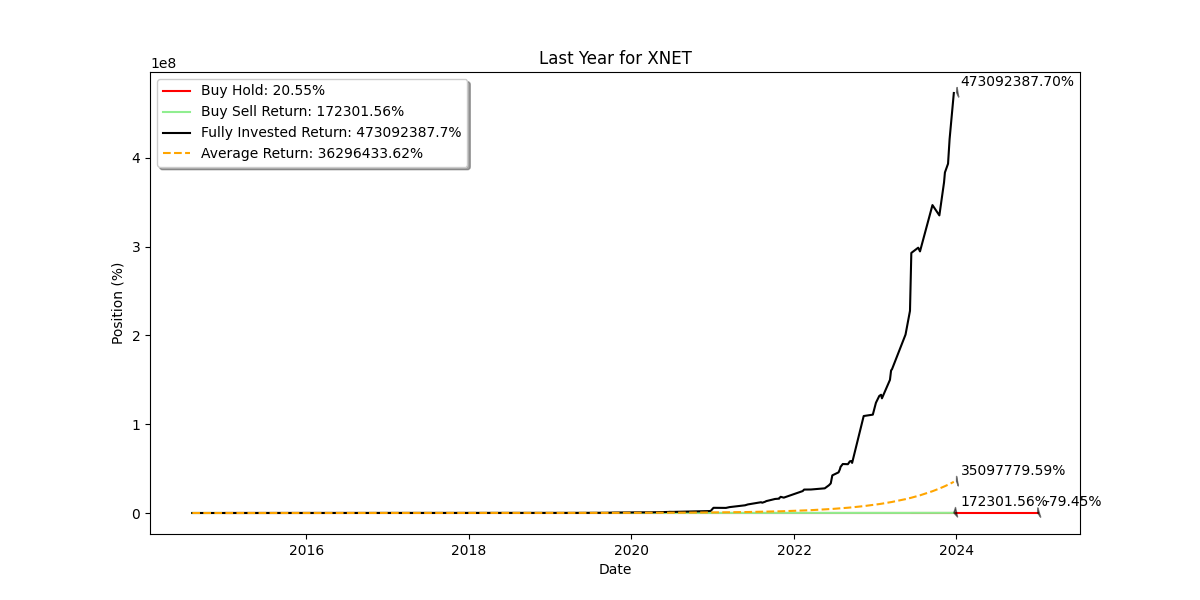 Last Year for XNET
1e8
Buy Hold: 20.55%
Buy Sell Return: 172301.56%
Fully Invested Return: 473092387.7%
Average Return: 36296433.62%
473092387.70%
4
3
2
1
0
Position (%)
35097779.59%
172301.56%
-79.45%
2016
2018
2020
2022
2024
Date